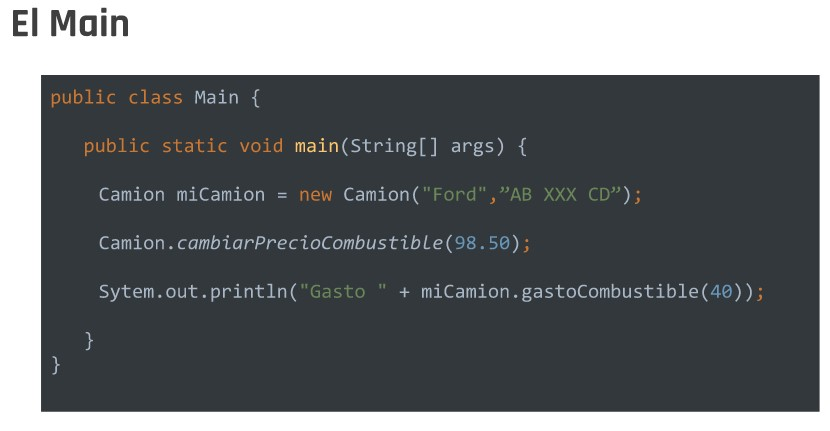 El Main
public class Main {
public static void main(String[] args) {
Camion miCamion = new Camion("Ford",”AB XXX CD”);
Camion.cambiarPrecioCombustible(98.50);
Sytem.out.println("Gasto " + miCamion.gastoCombustible(40));
}
}